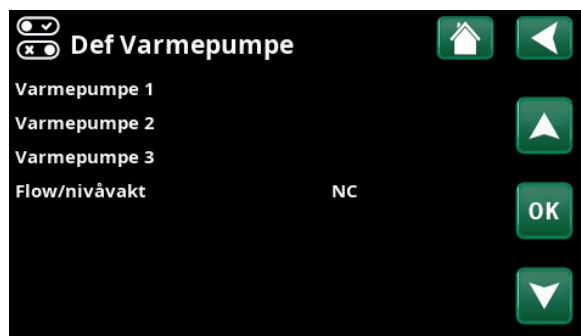 Def Varmepumpe
Varmepumpe 1
Varmepumpe 2
Varmepumpe 3
Flow/nivåvakt NC
OK